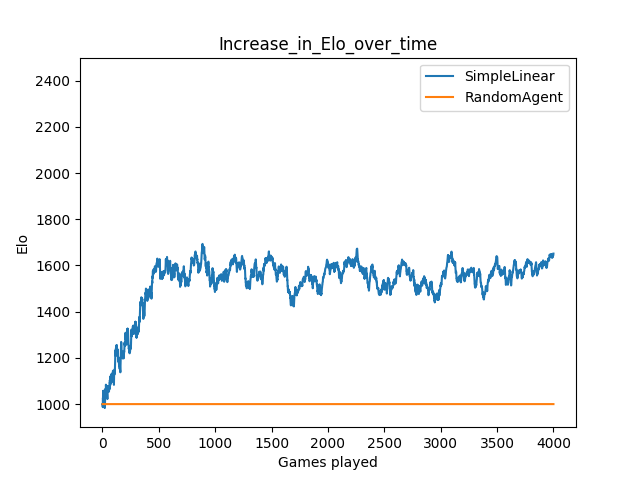 Increase_in_Elo_over_time
SimpleLinear
RandomAgent
2400
2200
2000
1800
1600
1400
1200
1000
Elo
0 500 1000 1500 2000 2500 3000 3500 4000
Games played